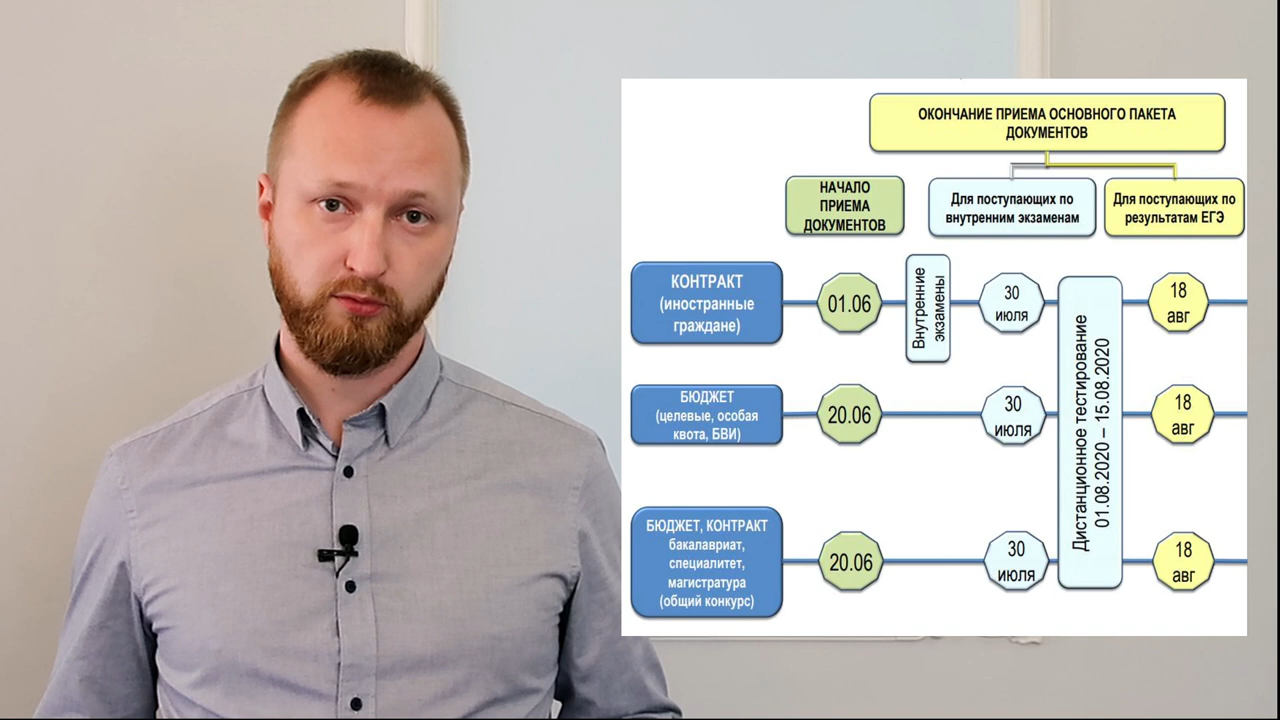 ОКОНЧАНИЕ ПРИЕМА ОСНОВНОГО ПАКЕТА
ДОКУМЕНТОВ
НАЧАЛО
ПРИЕМА
ДОКУМЕНТОВ
Для поступающих по
внутренним экзаменам
Для поступающих по
результатам ЕГЭ
КОНТРАКТ
(иностранные
граждане)
01.06
Внутренние
экзамены
30
июля
18
авг
БЮДЖЕТ
(целевые, особая
квота, БВИ)
20.06
30
июля
Дистанционное тестирование
01.08.2020 – 15.08.2020
18
авг
БЮДЖЕТ, КОНТРАКТ
бакалавриат,
специалитет,
магистратура
(общий конкурс)
20.06
30
июля
18
авг